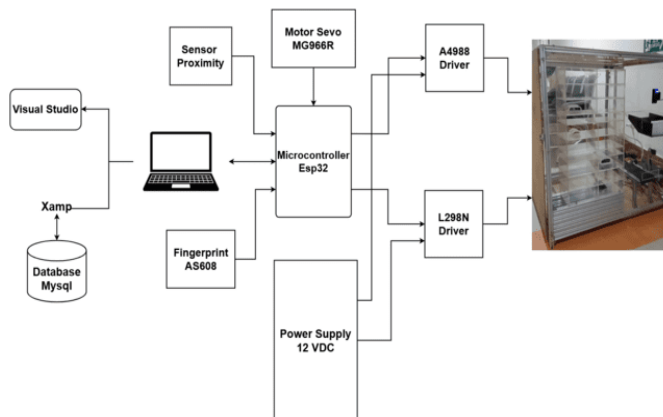 Motor Sevo
MG966R
Sensor
Proximity
A4988
Driver
Visual Studio
Microcontroller
Esp32
Xamp
Database
Mysql
Fingerprint
AS608
L298N
Driver
Power Supply
12 VDC